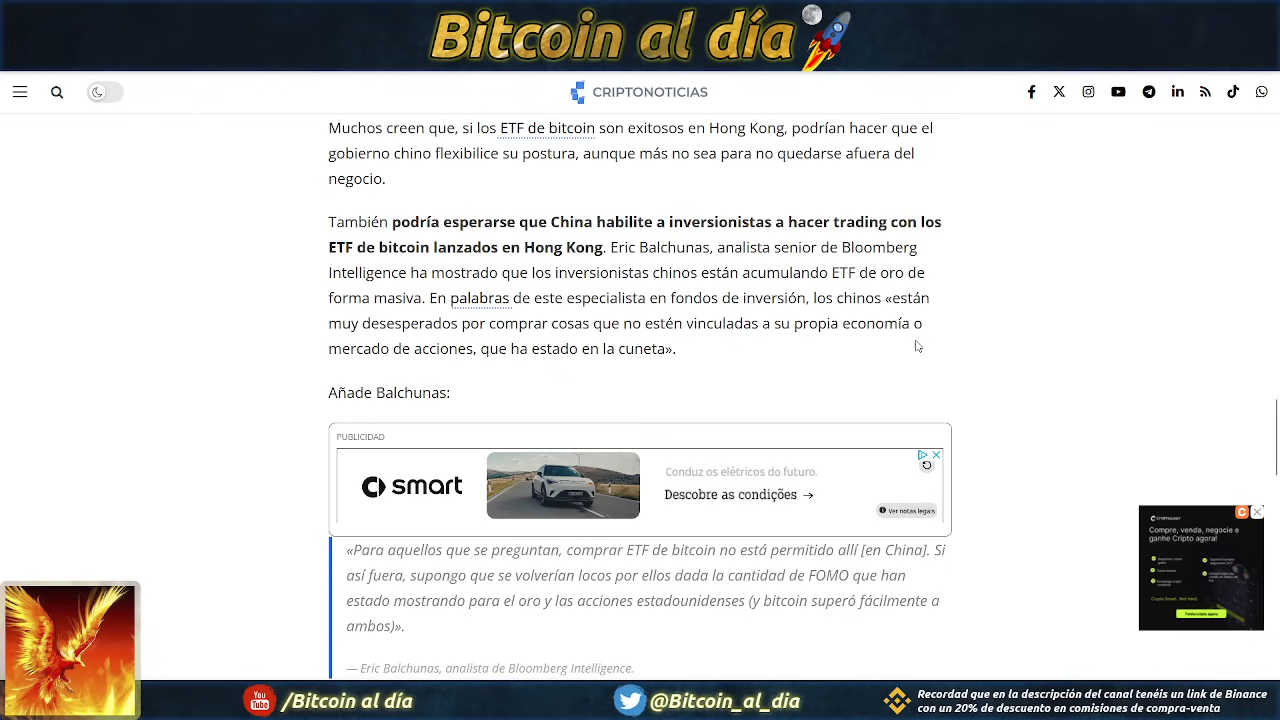 Bitcoin al día
CRIPTONOTICIAS
Muchos creen que, si los ETF de bitcoin son exitosos en Hong Kong, podrían hacer que el
gobierno chino flexibilice su postura, aunque más no sea para no quedarse afuera del
negocio.
También podría esperarse que China habilite a inversionistas a hacer trading con los
ETF de bitcoin lanzados en Hong Kong. Eric Balchunas, analista senior de Bloomberg
Intelligence ha mostrado que los inversionistas chinos están acumulando ETF de oro de
forma masiva. En palabras de este especialista en fondos de inversión, los chinos «están
muy desesperados por comprar cosas que no estén vinculadas a su propia economía o
mercado de acciones, que ha estado en la cuneta».
Añade Balchunas:
PUBLICIDAD
smart
Conduz os elétricos do futuro.
Descobre as condições →
Ver notas legais
«Para aquellos que se preguntan, comprar ETF de bitcoin no está permitido allí [en China]. Si
así fuera, supongo que se volverían locos por ellos dada la cantidad de FOMO que han
estado mostrando con el oro y las acciones estadounidenses (y bitcoin superó fácilmente a
ambos)».
— Eric Balchunas, analista de Bloomberg Intelligence.
CRYPTOLOGY
Compre, venda, negocie e
ganhe Cripto agora!
Crypto Smart. Not Hard.
You Tube
/Bitcoin al día
@Bitcoin_al_dia
Recordad que en la descripción del canal tenéis un link de Binance
con un 20% de descuento en comisiones de compra-venta